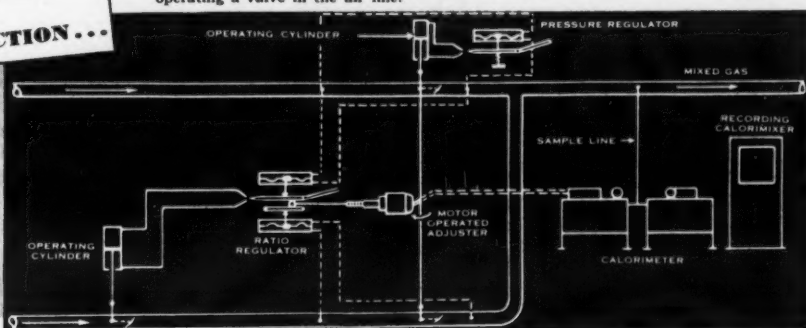 operating a valve in the air line.
CTION...
OPERATING CYLINDER
PRESSURE REGULATOR
MIXED GAS
SAMPLE LINE
RECORDING
CALORIMIXER
OPERATING
CYLINDER
RATIO
REGULATOR
MOTOR
OPERATED
ADJUSTER
CALORIMETER